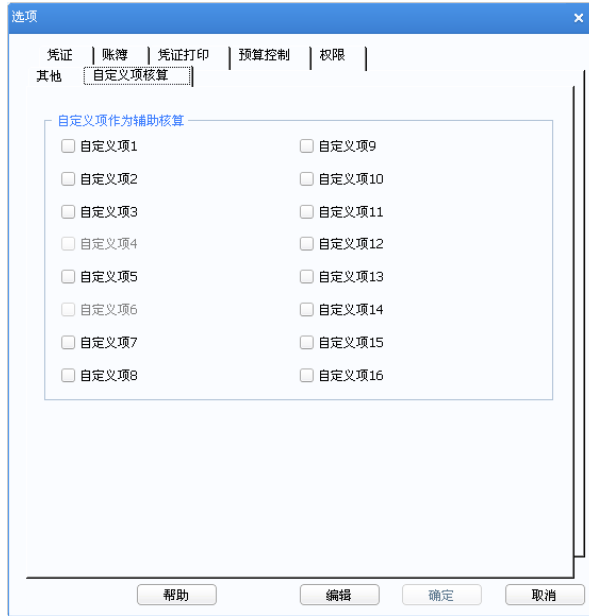 选项
凭证 账簿 凭证打印 预算控制 权限
其他 自定义项核算
自定义项作为辅助核算
自定义项1 自定义项9
自定义项2 自定义项10
自定义项3 自定义项11
自定义项4 自定义项12
自定义项5 自定义项13
自定义项6 自定义项14
自定义项7 自定义项15
自定义项8 自定义项16
帮助 编辑 确定 取消